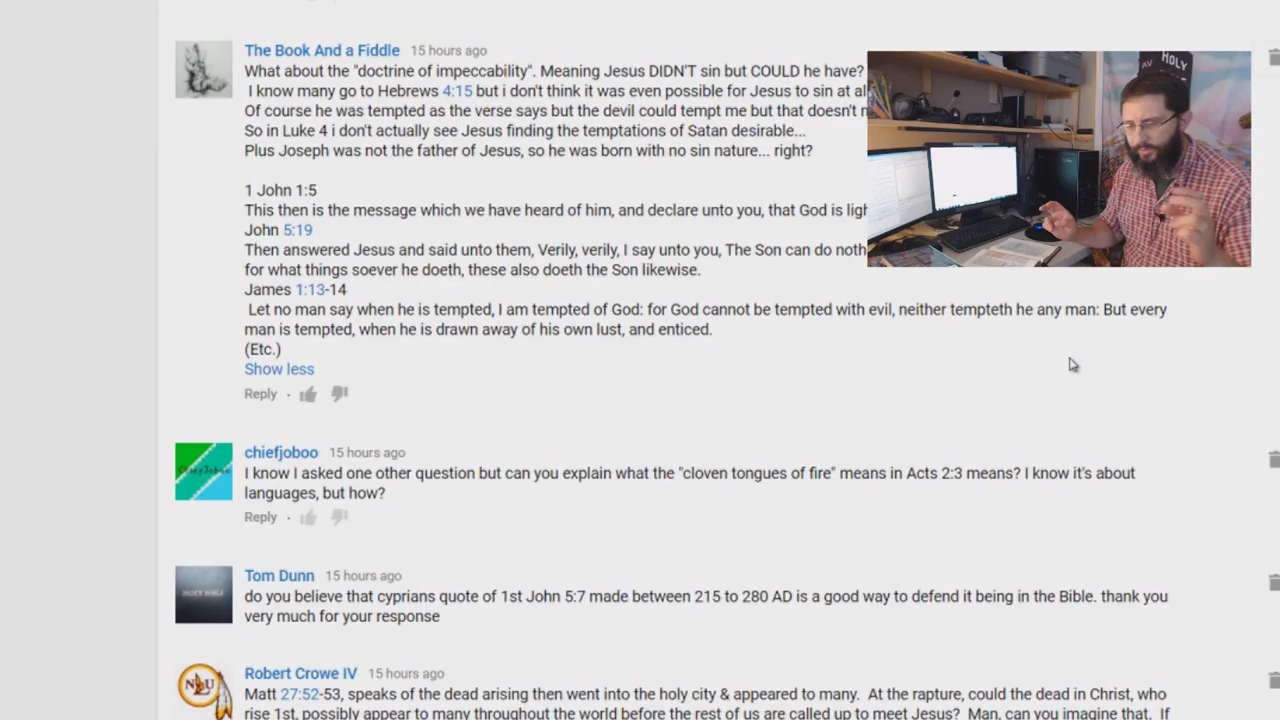 The Book And a Fiddle 15 hours ago
What about the "doctrine of impeccability". Meaning Jesus DIDN'T sin but COULD he have?
I know many go to Hebrews 4:15 but i don't think it was even possible for Jesus to sin at al
Of course he was tempted as the verse says but the devil could tempt me but that doesn't
So in Luke 4 i don't actually see Jesus finding the temptations of Satan desirable...
Plus Joseph was not the father of Jesus, so he was born with no sin nature... right?
1 John 1:5
This then is the message which we have heard of him, and declare unto you, that God is ligh
John 5:19
Then answered Jesus and said unto them, Verily, verily, I say unto you, The Son can do noth
for what things soever he doeth, these also doeth the Son likewise.
James 1:13-14
Let no man say when he is tempted, I am tempted of God: for God cannot be tempted with evil, neither tempteth he any man: But every
man is tempted, when he is drawn away of his own lust, and enticed.
(Etc.)
Show less
Reply ·
AV HOLY
chiefjoboo 15 hours ago
ChiefJoboo
I know I asked one other question but can you explain what the "cloven tongues of fire" means in Acts 2:3 means? I know it's about
languages, but how?
Reply ·
Tom Dunn 15 hours ago
HOLY BIBLE
do you believe that cyprians quote of 1st John 5:7 made between 215 to 280 AD is a good way to defend it being in the Bible. thank you
very much for your response
Robert Crowe IV 15 hours ago
Matt 27:52-53, speaks of the dead arising then went into the holy city & appeared to many. At the rapture, could the dead in Christ, who
rise 1st, possibly appear to many throughout the world before the rest of us are called up to meet Jesus? Man, can you imagine that. If